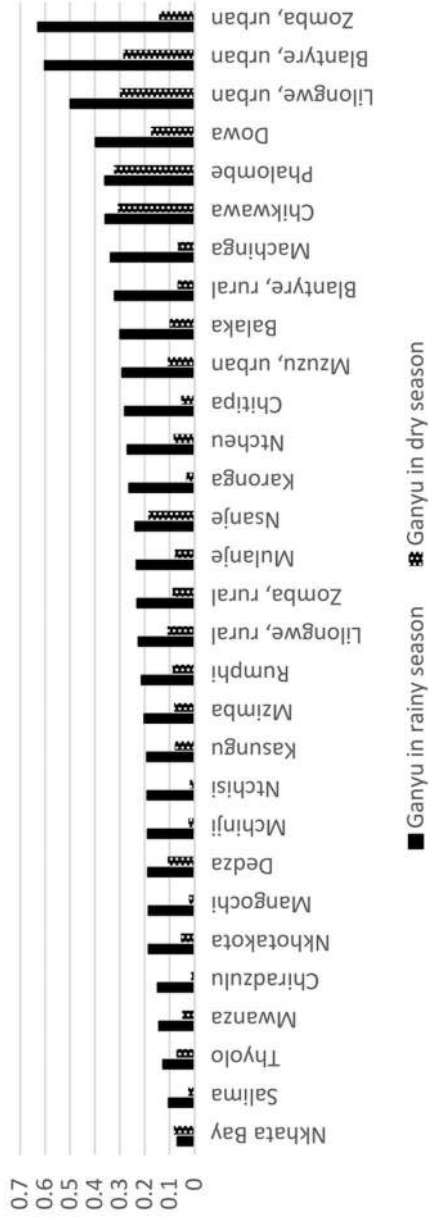 0.7
0.6
0.5
0.4
0.3
0.2
0.1
0
Nkhata Bay
Salima
Thyolo
Mwanza
Chiradzulu
Nkhotakota
Mangochi
Dedza
Mchinji
Ntchisi
Kasungu
Mzimba
Rumphi
Lilongwe, rural
Zomba, rural
Mulanje
Nsanje
Karonga
Ntcheu
Chitipa
Mzuzu, urban
Balaka
Blantyre, rural
Machinga
Chikwawa
Phalombe
Dowa
Lilongwe, urban
Blantyre, urban
Zomba, urban
Ganyu in rainy season
Ganyu in dry season